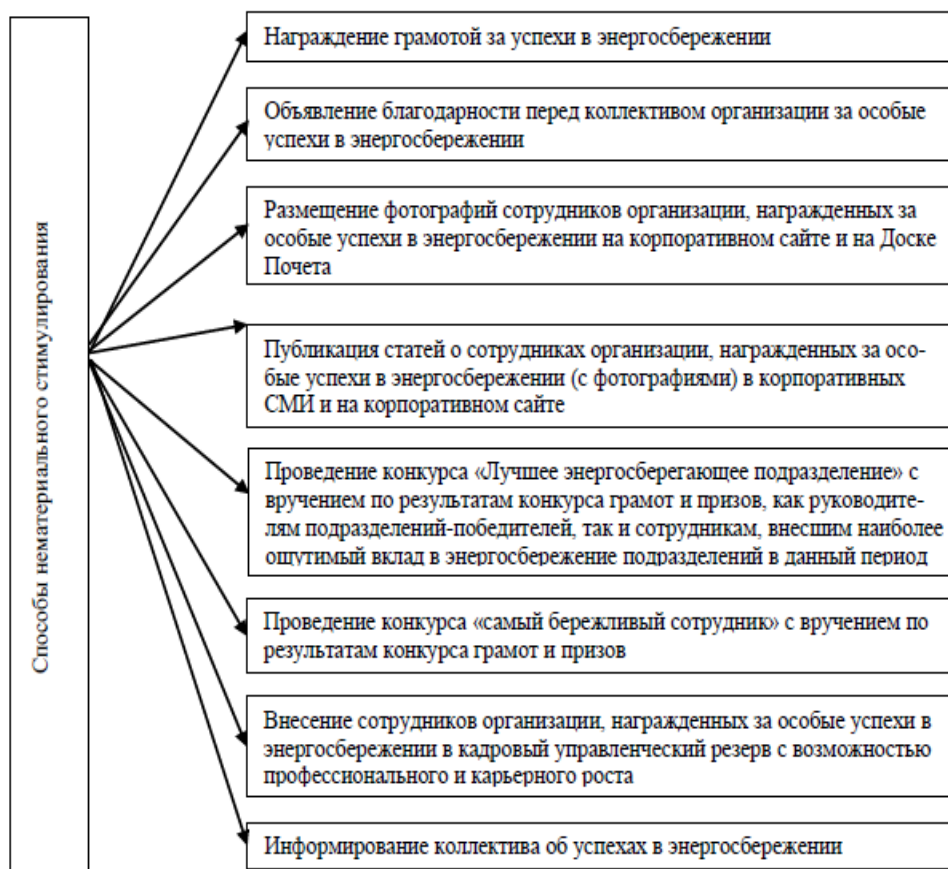 Способы нематериального стимулирования
Награждение грамотой за успехи в энергосбережении
Объявление благодарности перед коллективом организации за особые
успехи в энергосбережении
Размещение фотографий сотрудников организации, награжденных за
особые успехи в энергосбережении на корпоративном сайте и на Доске
Почета
Публикация статей о сотрудниках организации, награжденных за осо-
бые успехи в энергосбережении (с фотографиями) в корпоративных
СМИ и на корпоративном сайте
Проведение конкурса «Лучшее энергосберегающее подразделение» с
вручением по результатам конкурса грамот и призов, как руководите-
лям подразделений-победителей, так и сотрудникам, внесшим наиболее
ощутимый вклад в энергосбережение подразделений в данный период
Проведение конкурса «самый бережливый сотрудник» с вручением по
результатам конкурса грамот и призов
Внесение сотрудников организации, награжденных за особые успехи в
энергосбережении в кадровый управленческий резерв с возможностью
профессионального и карьерного роста
Информирование коллектива об успехах в энергосбережении